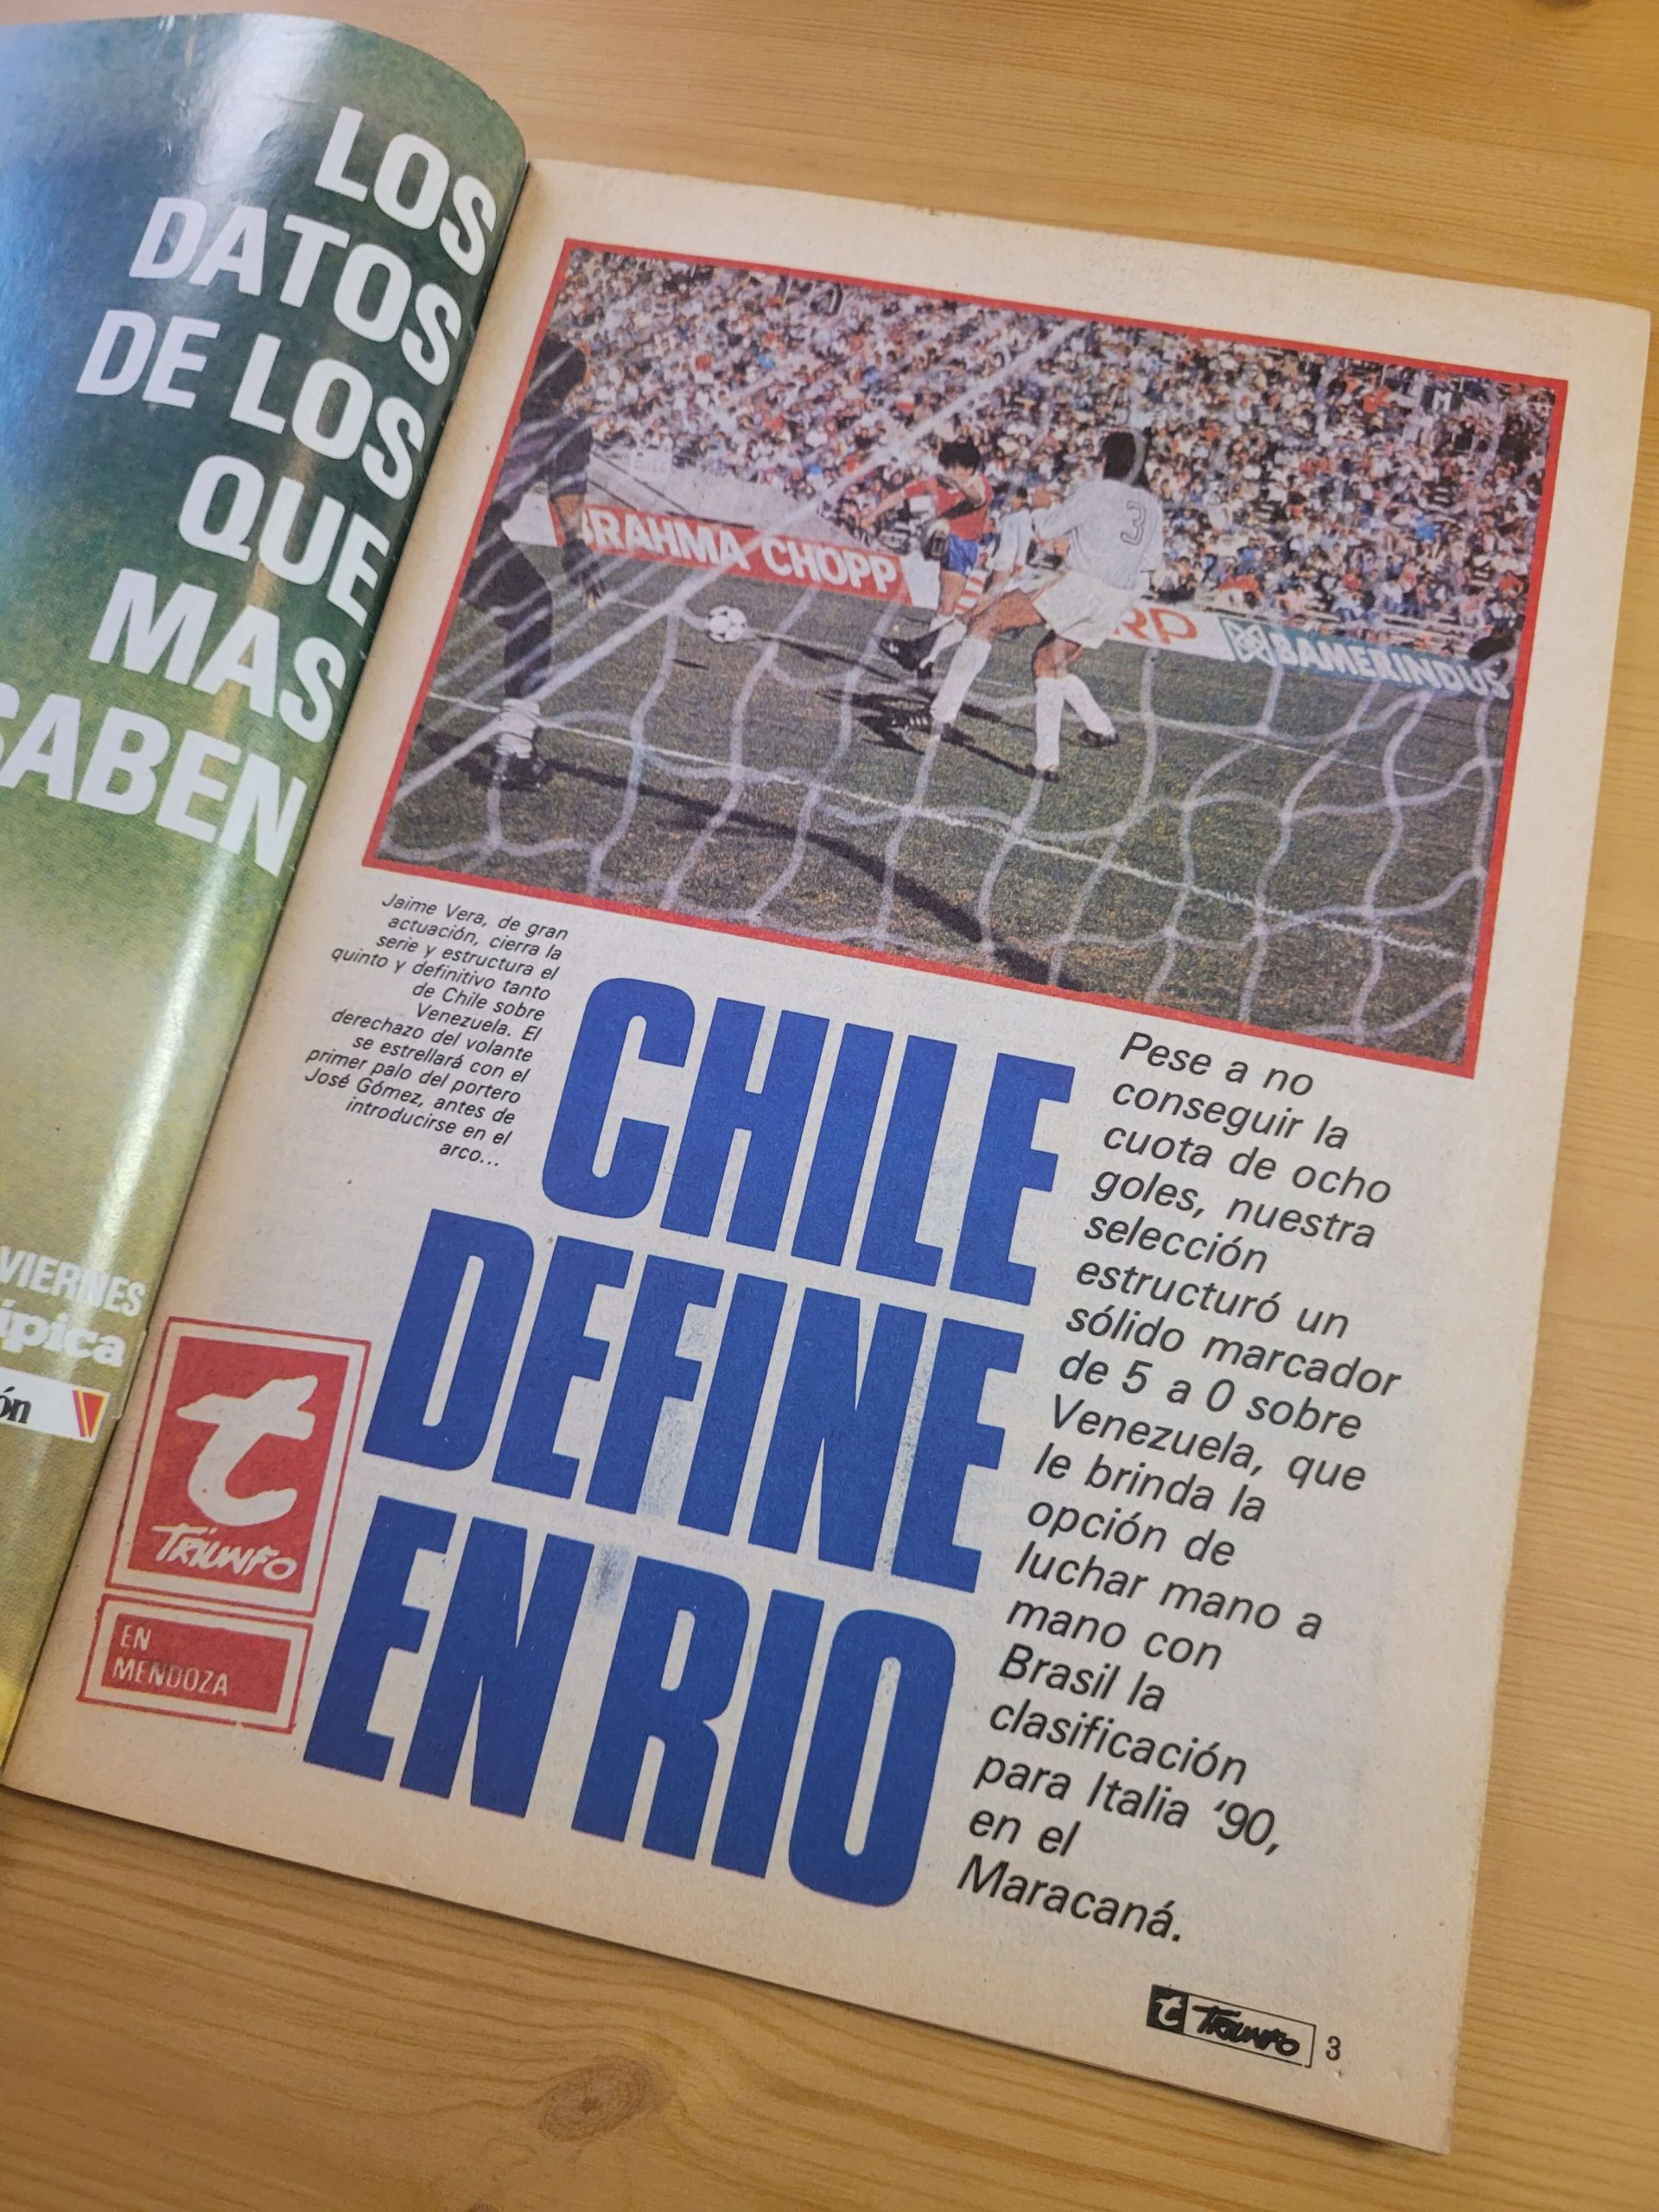 LOS
DATOS
DE LOS
QUE
MAS
SABEN
VIERNES
ípica
ón
BRAHMA CHOPP
3
BAMERINDUS
Jaime Vera, de gran
actuación, cierra la
serie y estructura el
quinto y definitivo tanto
de Chile sobre
Venezuela. El
derechazo del volante
se estrellará con el
primer palo del portero
José Gómez, antes de
introducirse en el
arco...
CHILE
DEFINE
EN RIO
Pese a no
conseguir la
cuota de ocho
goles, nuestra
selección
estructuró un
sólido marcador
de 5 a 0 sobre
Venezuela, que
le brinda la
opción de
luchar mano a
mano con
Brasil la
clasificación
para Italia '90,
en el
Maracaná.
t
TRIUNFO
EN
MENDOZA
t TRIUNFO 3